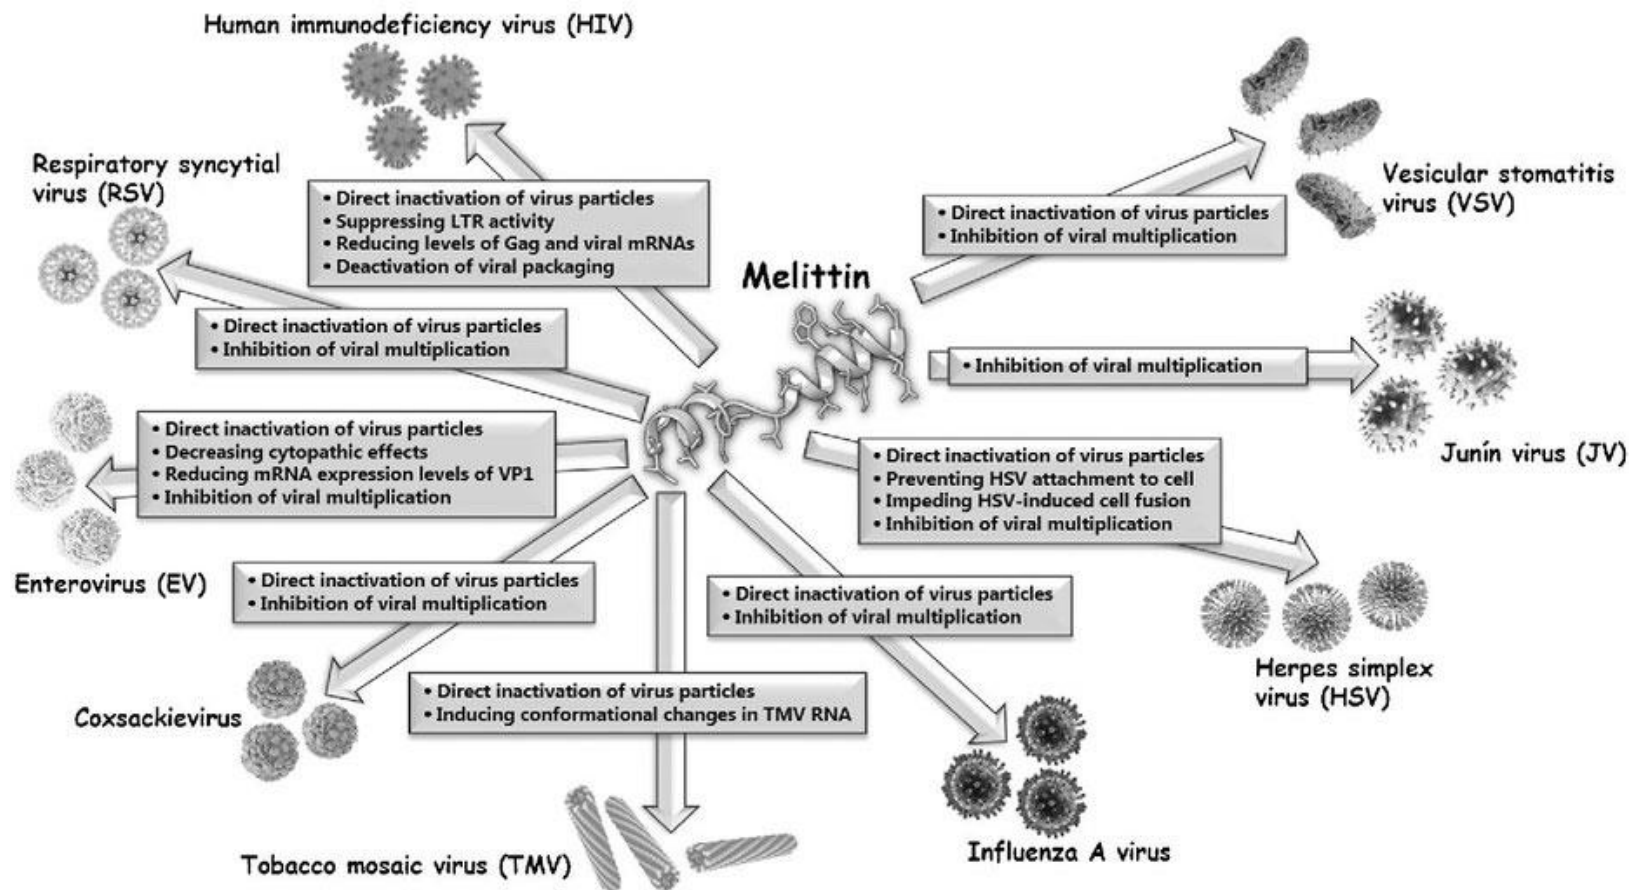 Human immunodeficiency virus (HIV)
• Direct inactivation of virus particles
• Suppressing LTR activity
• Reducing levels of Gag and viral mRNAs
• Deactivation of viral packaging
Respiratory syncytial
virus (RSV)
• Direct inactivation of virus particles
• Inhibition of viral multiplication
Vesicular stomatitis
virus (VSV)
• Direct inactivation of virus particles
• Inhibition of viral multiplication
Melittin
• Inhibition of viral multiplication
Junín virus (JV)
• Direct inactivation of virus particles
• Decreasing cytopathic effects
• Reducing mRNA expression levels of VP1
• Inhibition of viral multiplication
Enterovirus (EV)
• Direct inactivation of virus particles
• Preventing HSV attachment to cell
• Impeding HSV-induced cell fusion
• Inhibition of viral multiplication
Herpes simplex
virus (HSV)
• Direct inactivation of virus particles
• Inhibition of viral multiplication
Coxsackievirus
• Direct inactivation of virus particles
• Inhibition of viral multiplication
Influenza A virus
• Direct inactivation of virus particles
• Inducing conformational changes in TMV RNA
Tobacco mosaic virus (TMV)